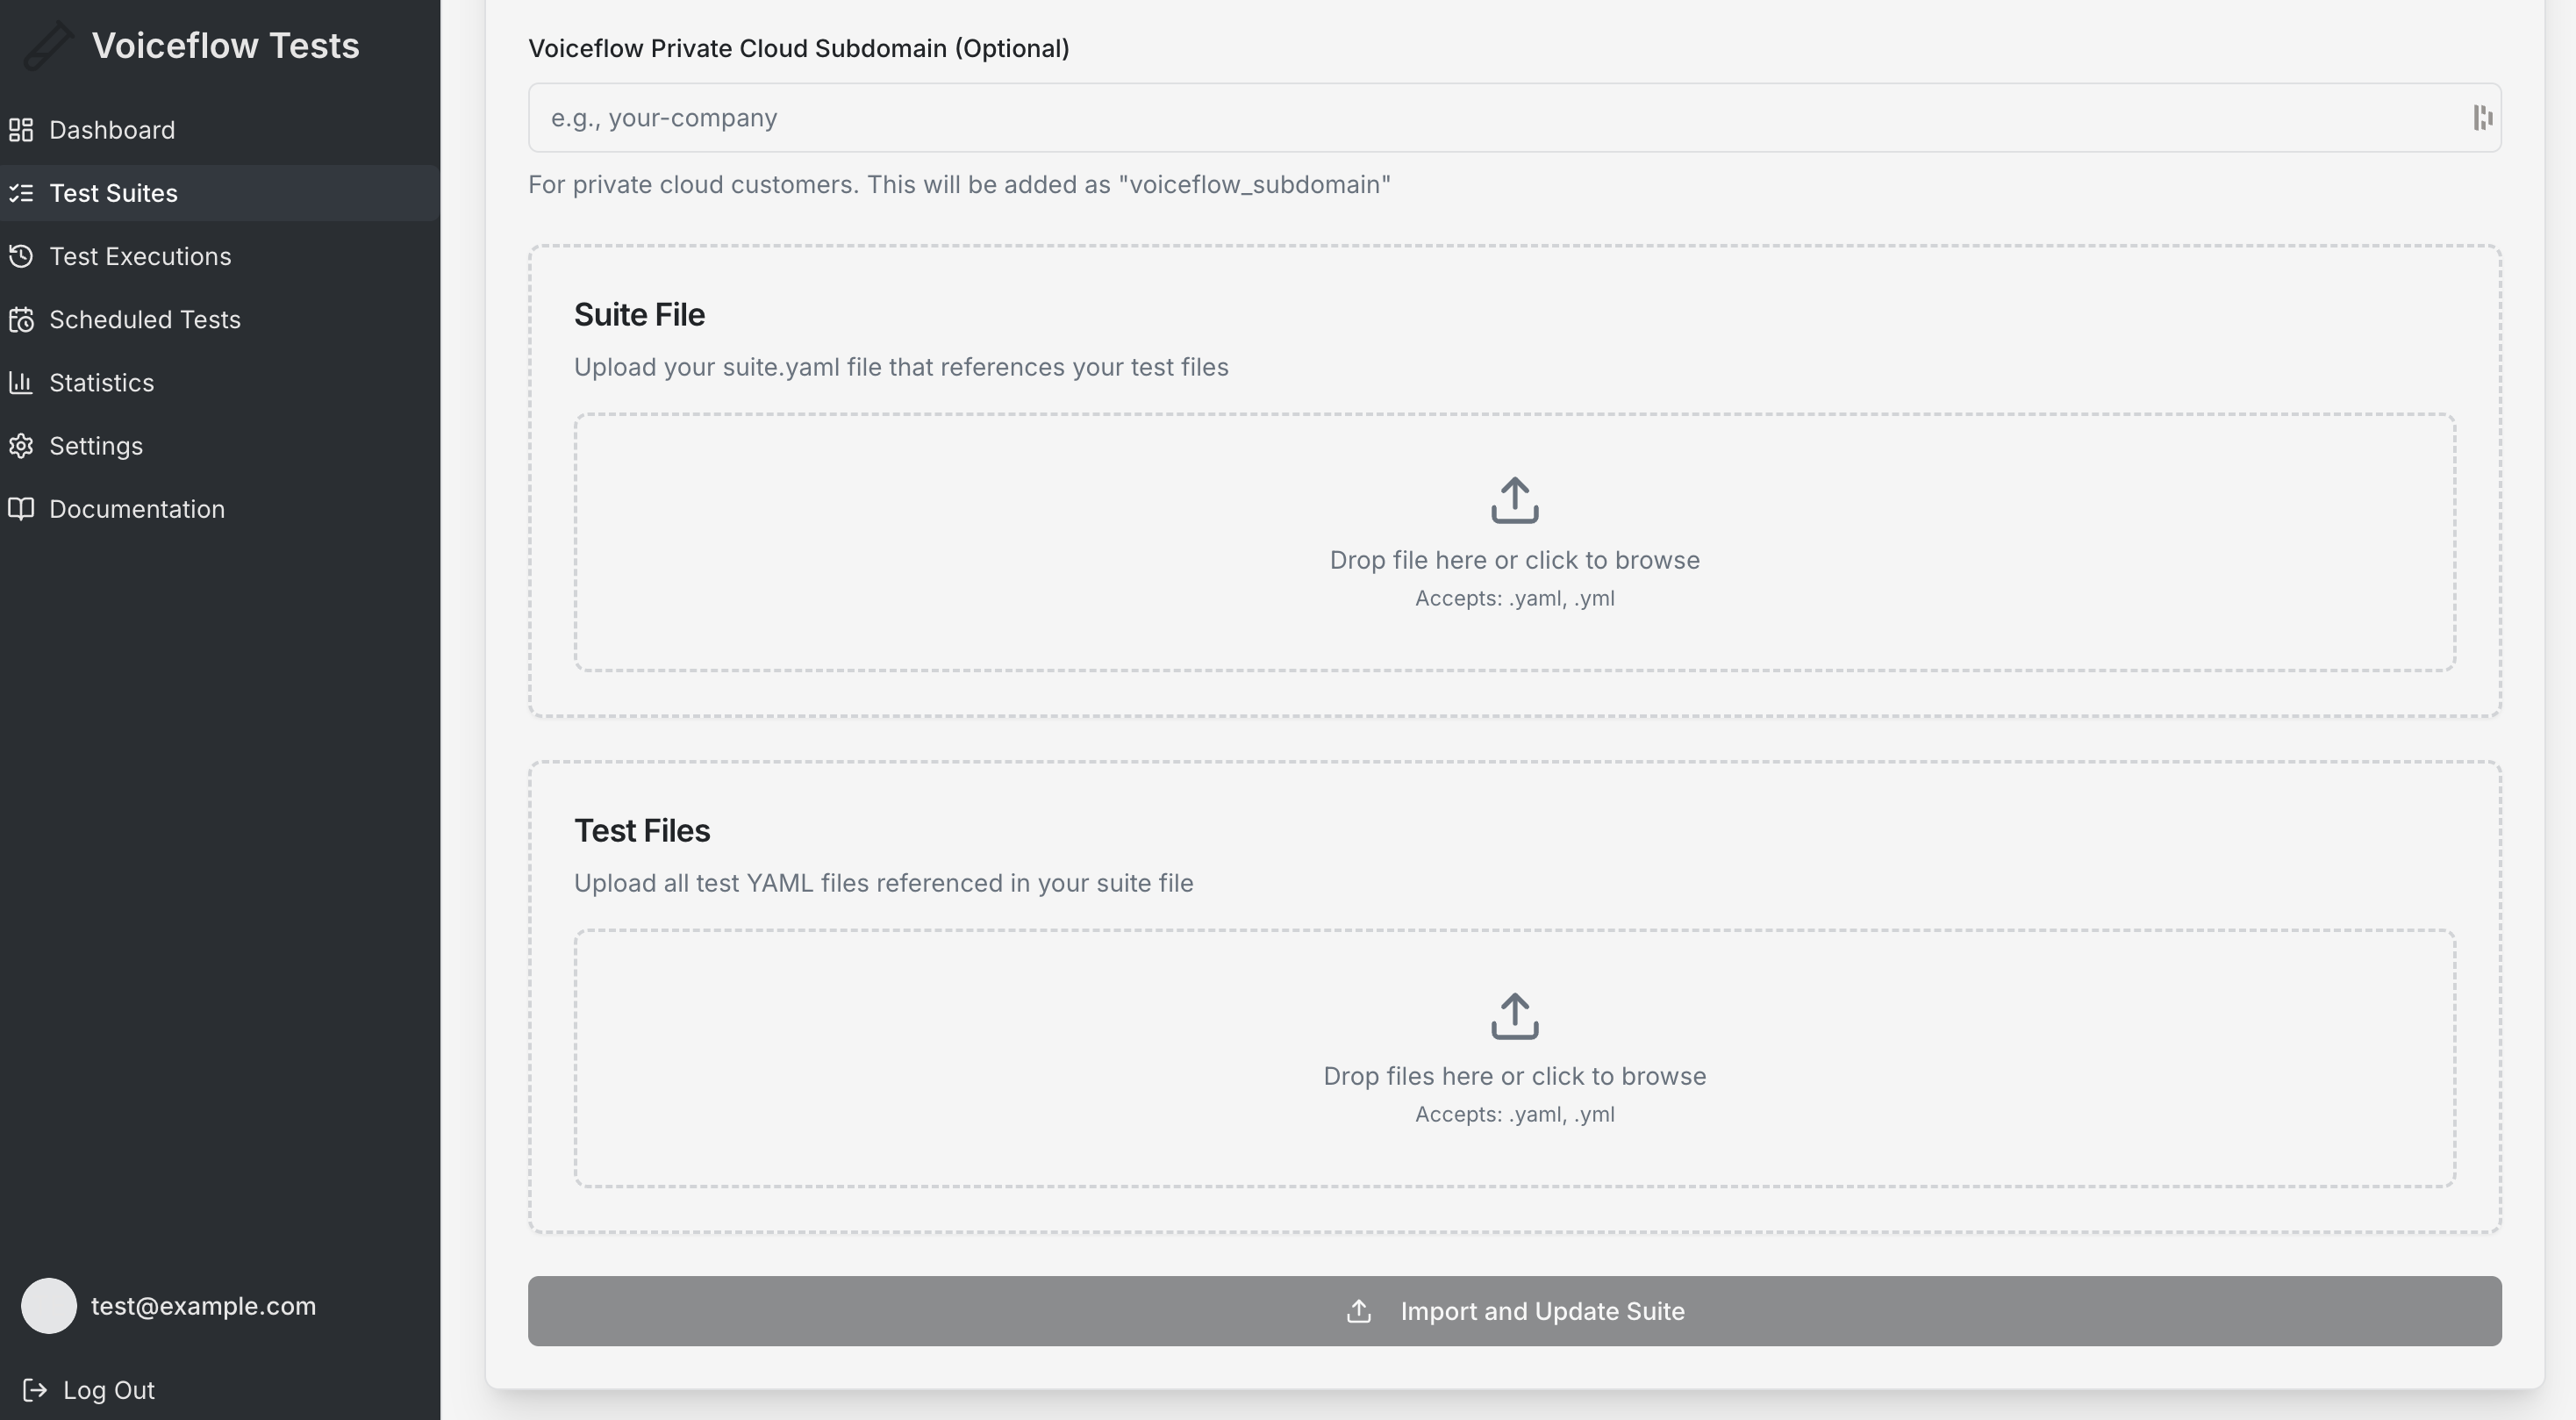 Voiceflow Tests
Dashboard
Test Suites
Test Executions
Scheduled Tests
Statistics
Settings
Documentation
test@example.com
Log Out
Voiceflow Private Cloud Subdomain (Optional)
e.g., your-company
For private cloud customers. This will be added as "voiceflow_subdomain"
Suite File
Upload your suite.yaml file that references your test files
Drop file here or click to browse
Accepts: .yaml, .yml
Test Files
Upload all test YAML files referenced in your suite file
Drop files here or click to browse
Accepts: .yaml, .yml
Import and Update Suite